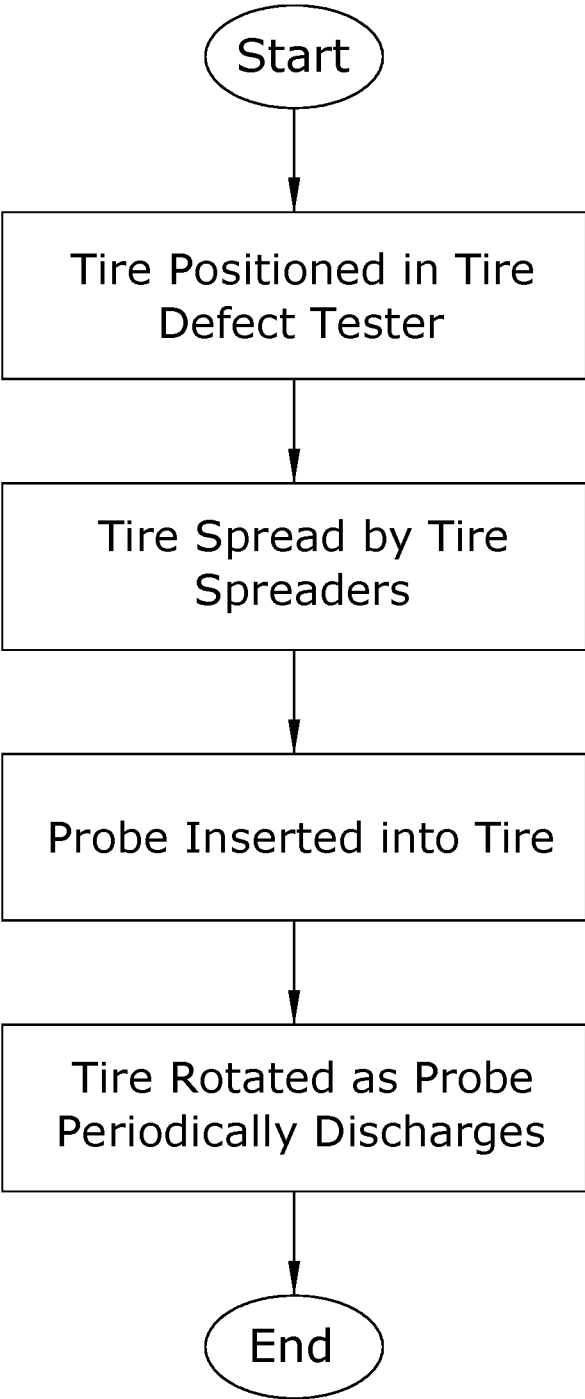 Start
Tire Positioned in Tire
Defect Tester
Tire Spread by Tire
Spreaders
Probe Inserted into Tire
Tire Rotated as Probe
Periodically Discharges
End